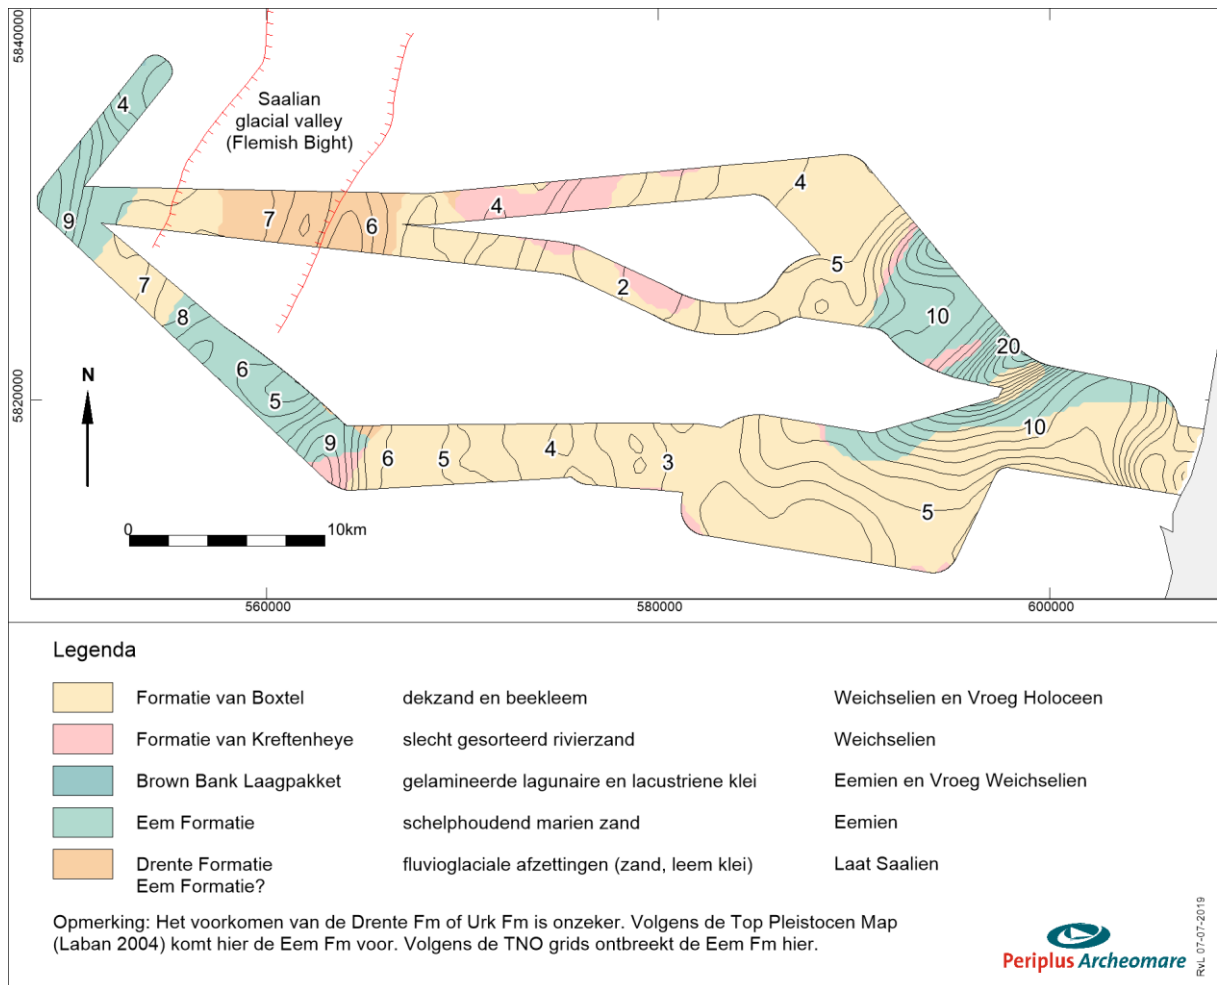 5840000
5820000
Saalian
glacial valley
(Flemish Bight)
4
9
7
6
4
4
7
8
2
5
10
20
6
5
9
6
5
4
3
10
5
N
0
10km
560000
580000
600000
Legenda
Formatie van Boxtel dekzand en beekleem Weichselien en Vroeg Holoceen
Formatie van Kreftenheye slecht gesorteerd rivierzand Weichselien
Brown Bank Laagpakket gelamineerde lagunaire en lacustriene klei Eemien en Vroeg Weichselien
Eem Formatie schelphoudend marien zand Eemien
Drente Formatie fluvioglaciale afzettingen (zand, leem klei) Laat Saalien
Eem Formatie?
Opmerking: Het voorkomen van de Drente Fm of Urk Fm is onzeker. Volgens de Top Pleistocen Map
(Laban 2004) komt hier de Eem Fm voor. Volgens de TNO grids ontbreekt de Eem Fm hier.
Periplus Archeomare
RvL 07-07-2019